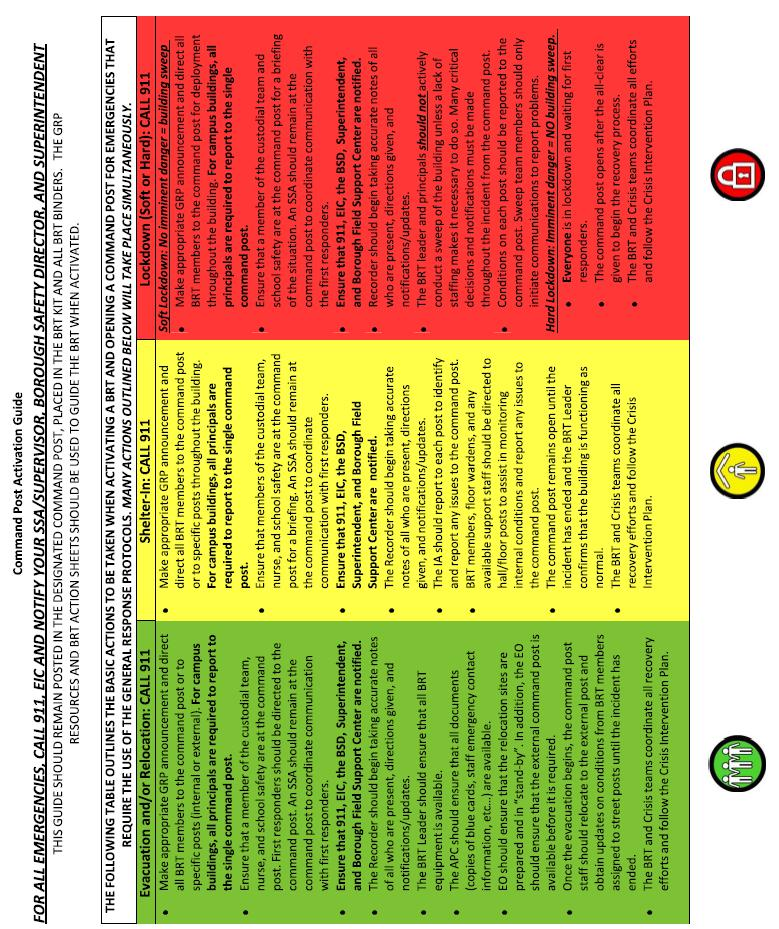 Command Post Activation Guide
FOR ALL EMERGENCIES, CALL 911, EIC AND NOTIFY YOUR SSA/SUPERVISOR, BOROUGH SAFETY DIRECTOR, AND SUPERINTENDENT
THIS GUIDE SHOULD REMAIN POSTED IN THE DESIGNATED COMMAND POST, PLACED IN THE BRT KIT AND ALL BRT BINDERS. THE GRP
RESOURCES AND BRT ACTION SHEETS SHOULD BE USED TO GUIDE THE BRT WHEN ACTIVATED.
THE FOLLOWING TABLE OUTLINES THE BASIC ACTIONS TO BE TAKEN WHEN ACTIVATING A BRT AND OPENING A COMMAND POST FOR EMERGENCIES THAT
REQUIRE THE USE OF THE GENERAL RESPONSE PROTOCOLS. MANY ACTIONS OUTLINED BELOW WILL TAKE PLACE SIMULTANEOUSLY.
Evacuation and/or Relocation: CALL 911
• Make appropriate GRP announcement and direct
all BRT members to the command post or to
specific posts (internal or external). For campus
buildings, all principals are required to report to
the single command post.
• Ensure that a member of the custodial team,
nurse, and school safety are at the command
post. First responders should be directed to the
command post. An SSA should remain at the
command post to coordinate communication
with first responders.
• Ensure that 911, EIC, the BSD, Superintendent,
and Borough Field Support Center are notified.
• The Recorder should begin taking accurate notes
of all who are present, directions given, and
notifications/updates.
• The BRT Leader should ensure that all BRT
equipment is available.
• The APC should ensure that all documents
(copies of blue cards, staff emergency contact
information, etc…) are available.
• EO should ensure that the relocation sites are
prepared and in "stand-by". In addition, the EO
should ensure that the external command post is
available before it is required.
• Once the evacuation begins, the command post
staff should relocate to the external post and
obtain updates on conditions from BRT members
assigned to street posts until the incident has
ended.
• The BRT and Crisis teams coordinate all recovery
efforts and follow the Crisis Intervention Plan.
Shelter-In: CALL 911
• Make appropriate GRP announcement and
direct all BRT members to the command post
or to specific posts throughout the building.
For campus buildings, all principals are
required to report to the single command
post.
• Ensure that members of the custodial team,
nurse, and school safety are at the command
post for a briefing. An SSA should remain at
the command post to coordinate
communication with first responders.
• Ensure that 911, EIC, the BSD,
Superintendent, and Borough Field
Support Center are notified.
• The Recorder should begin taking accurate
notes of all who are present, directions
given, and notifications/updates.
• The IA should report to each post to identify
and report any issues to the command post.
• BRT members, floor wardens, and any
available support staff should be directed to
hall/floor posts to assist in monitoring
internal conditions and report any issues to
the command post.
• The command post remains open until the
incident has ended and the BRT Leader
confirms that the building is functioning as
normal.
• The BRT and Crisis teams coordinate all
recovery efforts and follow the Crisis
Intervention Plan.
Lockdown (Soft or Hard): CALL 911
Soft Lockdown: No imminent danger = building sweep
• Make appropriate GRP announcement and direct all
BRT members to the command post for deployment
throughout the building. For campus buildings, all
principals are required to report to the single
command post.
• Ensure that a member of the custodial team and
school safety are at the command post for a briefing
of the situation. An SSA should remain at the
command post to coordinate communication with
the first responders.
• Ensure that 911, EIC, the BSD, Superintendent,
and Borough Field Support Center are notified.
• Recorder should begin taking accurate notes of all
who are present, directions given, and
notifications/updates.
• The BRT leader and principals should not actively
conduct a sweep of the building unless a lack of
staffing makes it necessary to do so. Many critical
decisions and notifications must be made
throughout the incident from the command post.
• Conditions on each post should be reported to the
command post. Sweep team members should only
initiate communications to report problems.
Hard Lockdown: Imminent danger = NO building sweep.
• Everyone is in lockdown and waiting for first
responders.
• The command post opens after the all-clear is
given to begin the recovery process.
• The BRT and Crisis teams coordinate all efforts
and follow the Crisis Intervention Plan.